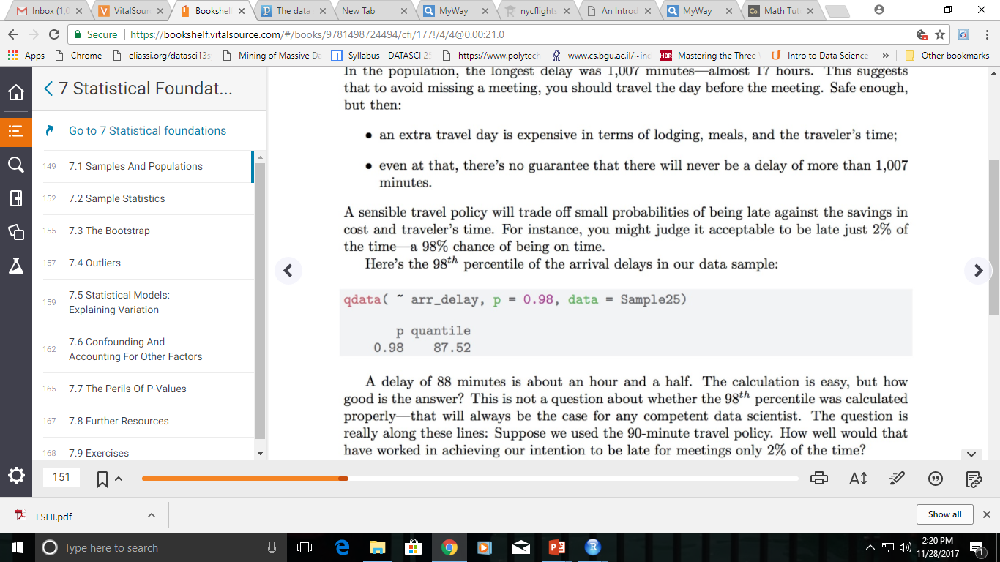 Inbox (1,0
VitalSour
Bookshel
The data
New Tab
MyWay
nycflights
An Introd
MyWay
Co. Math Tut
Secure https://bookshelf.vitalsource.com/#/books/9781498724494/cfi/177!/4/4@0.00:21.0
Apps Chrome eliassi.org/datasci13s Mining of Massive Da Syllabus - DATASCI 25 https://www.polytech www.cs.bgu.ac.il/~inc HBR Mastering the Three Intro to Data Science » Other bookmarks
7 Statistical Foundat...
Go to 7 Statistical foundations
149 7.1 Samples And Populations
152 7.2 Sample Statistics
155 7.3 The Bootstrap
157 7.4 Outliers
159 7.5 Statistical Models:
Explaining Variation
162 7.6 Confounding And
Accounting For Other Factors
165 7.7 The Perils Of P-Values
167 7.8 Further Resources
168 7.9 Exercises
In the population, the longest delay was 1,007 minutes—almost 17 hours. This suggests
that to avoid missing a meeting, you should travel the day before the meeting. Safe enough,
but then:
• an extra travel day is expensive in terms of lodging, meals, and the traveler's time;
• even at that, there's no guarantee that there will never be a delay of more than 1,007
minutes.
A sensible travel policy will trade off small probabilities of being late against the savings in
cost and traveler's time. For instance, you might judge it acceptable to be late just 2% of
the time—a 98% chance of being on time.
Here's the 98th percentile of the arrival delays in our data sample:
qdata( ~ arr_delay, p = 0.98, data = Sample25)
p quantile
0.98 87.52
A delay of 88 minutes is about an hour and a half. The calculation is easy, but how
good is the answer? This is not a question about whether the 98th percentile was calculated
properly—that will always be the case for any competent data scientist. The question is
really along these lines: Suppose we used the 90-minute travel policy. How well would that
have worked in achieving our intention to be late for meetings only 2% of the time?
151
ESLII.pdf
Show all
Type here to search
2:20 PM
11/28/2017
1